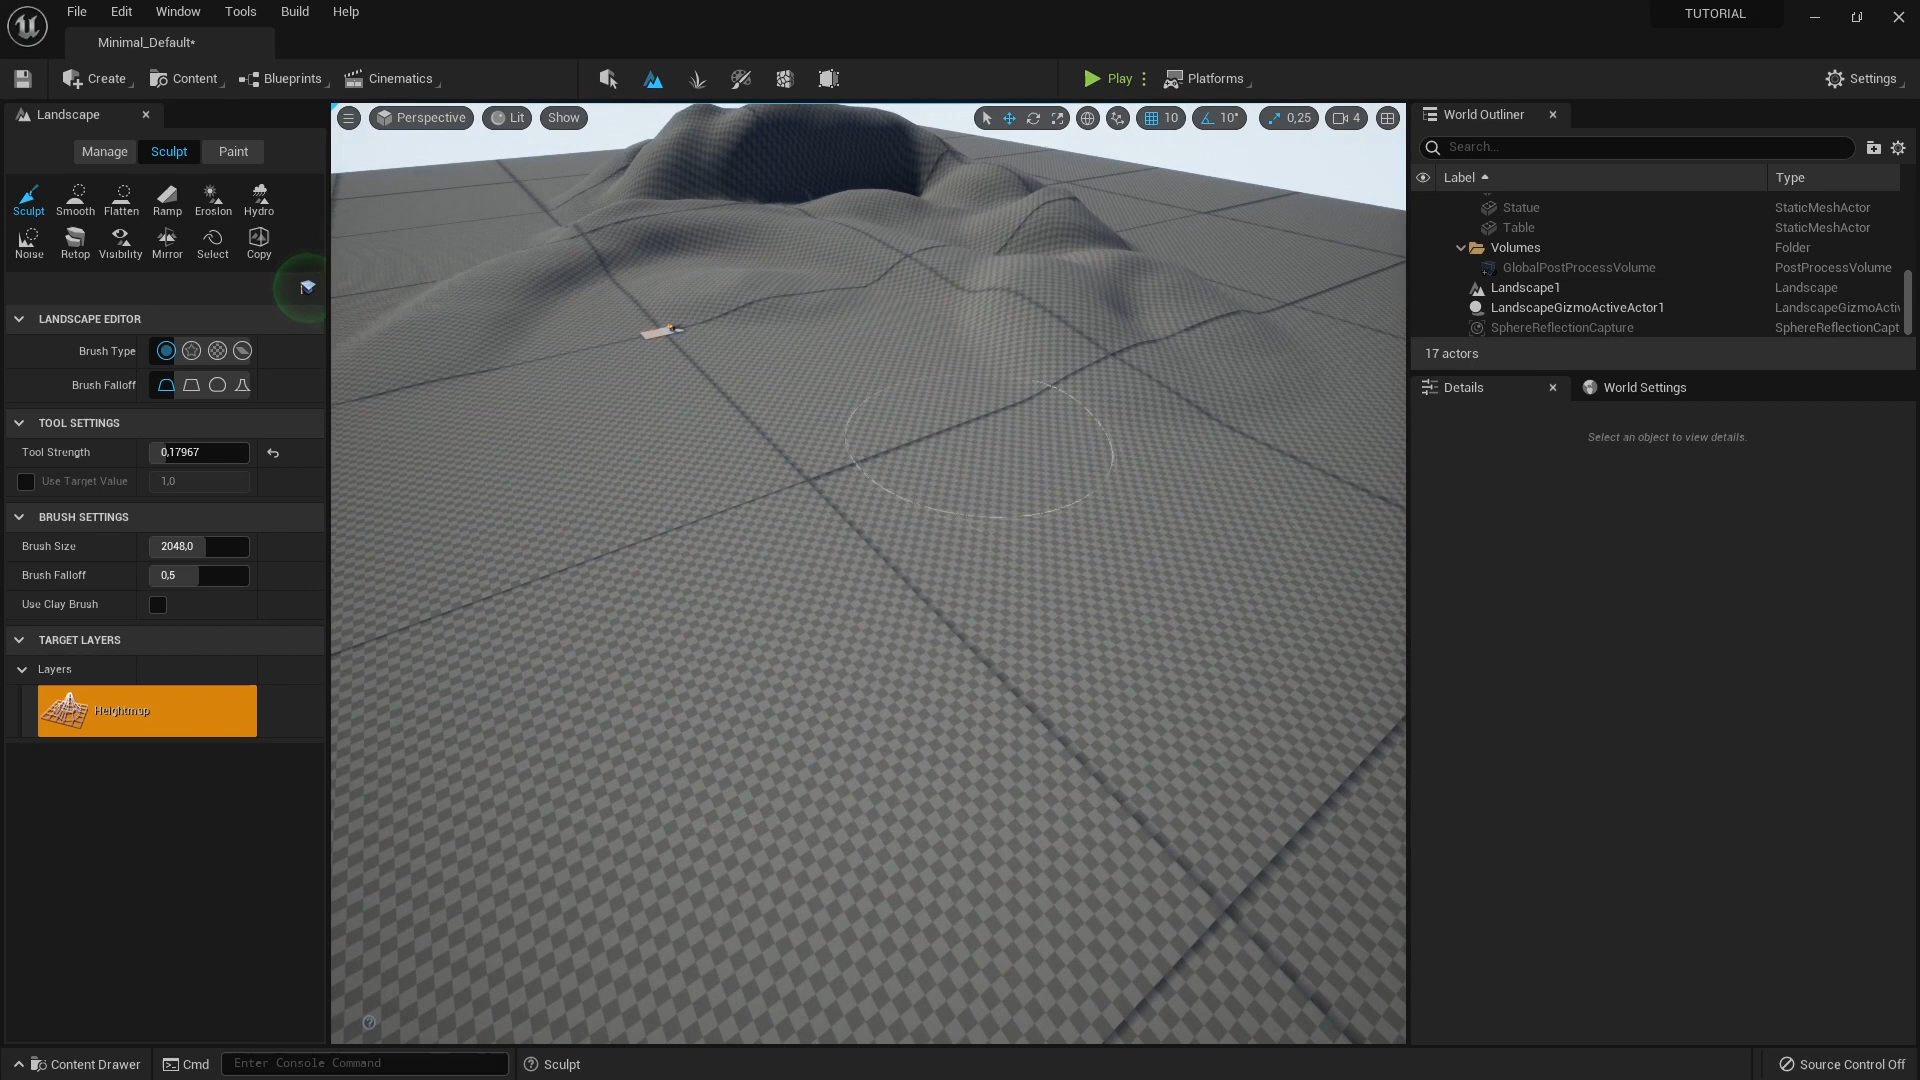 File Edit Window Tools Build Help
TUTORIAL
Minimal_Default*
Create Content Blueprints Cinematics Play Platforms Settings
Landscape
Manage Sculpt Paint
Sculpt Smooth Flatten Ramp Erosion Hydro
Noise Retop Visibility Mirror Select Copy
LANDSCAPE EDITOR
Brush Type
Brush Falloff
TOOL SETTINGS
Tool Strength 0,17967
Use Target Value 1,0
BRUSH SETTINGS
Brush Size 2048,0
Brush Falloff 0,5
Use Clay Brush
TARGET LAYERS
Layers
Heightmap
Perspective Lit Show 10 10° 0,25 4
World Outliner
Search...
Label Type
Statue StaticMeshActor
Table StaticMeshActor
Volumes Folder
GlobalPostProcessVolume PostProcessVolume
Landscape1 Landscape
LandscapeGizmoActiveActor1 LandscapeGizmoActiv
SphereReflectionCapture SphereReflectionCapt
17 actors
Details World Settings
Select an object to view details.
Content Drawer Cmd Enter Console Command Sculpt Source Control Off